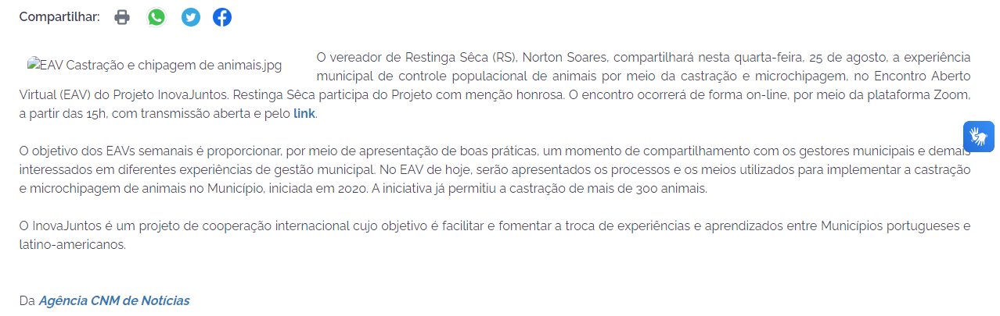 Compartilhar:
EAV Castração e chipagem de animais.jpg
O vereador de Restinga Sêca (RS), Norton Soares, compartilhará nesta quarta-feira, 25 de agosto, a experiência
municipal de controle populacional de animais por meio da castração e microchipagem, no Encontro Aberto
Virtual (EAV) do Projeto InovaJuntos. Restinga Sêca participa do Projeto com menção honrosa. O encontro ocorrerá de forma on-line, por meio da plataforma Zoom,
a partir das 15h, com transmissão aberta e pelo link.
O objetivo dos EAVs semanais é proporcionar, por meio de apresentação de boas práticas, um momento de compartilhamento com os gestores municipais e demais
interessados em diferentes experiências de gestão municipal. No EAV de hoje, serão apresentados os processos e os meios utilizados para implementar a castração
e microchipagem de animais no Município, iniciada em 2020. A iniciativa já permitiu a castração de mais de 300 animais.
O InovaJuntos é um projeto de cooperação internacional cujo objetivo é facilitar e fomentar a troca de experiências e aprendizados entre Municípios portugueses e
latino-americanos.
Da Agência CNM de Notícias